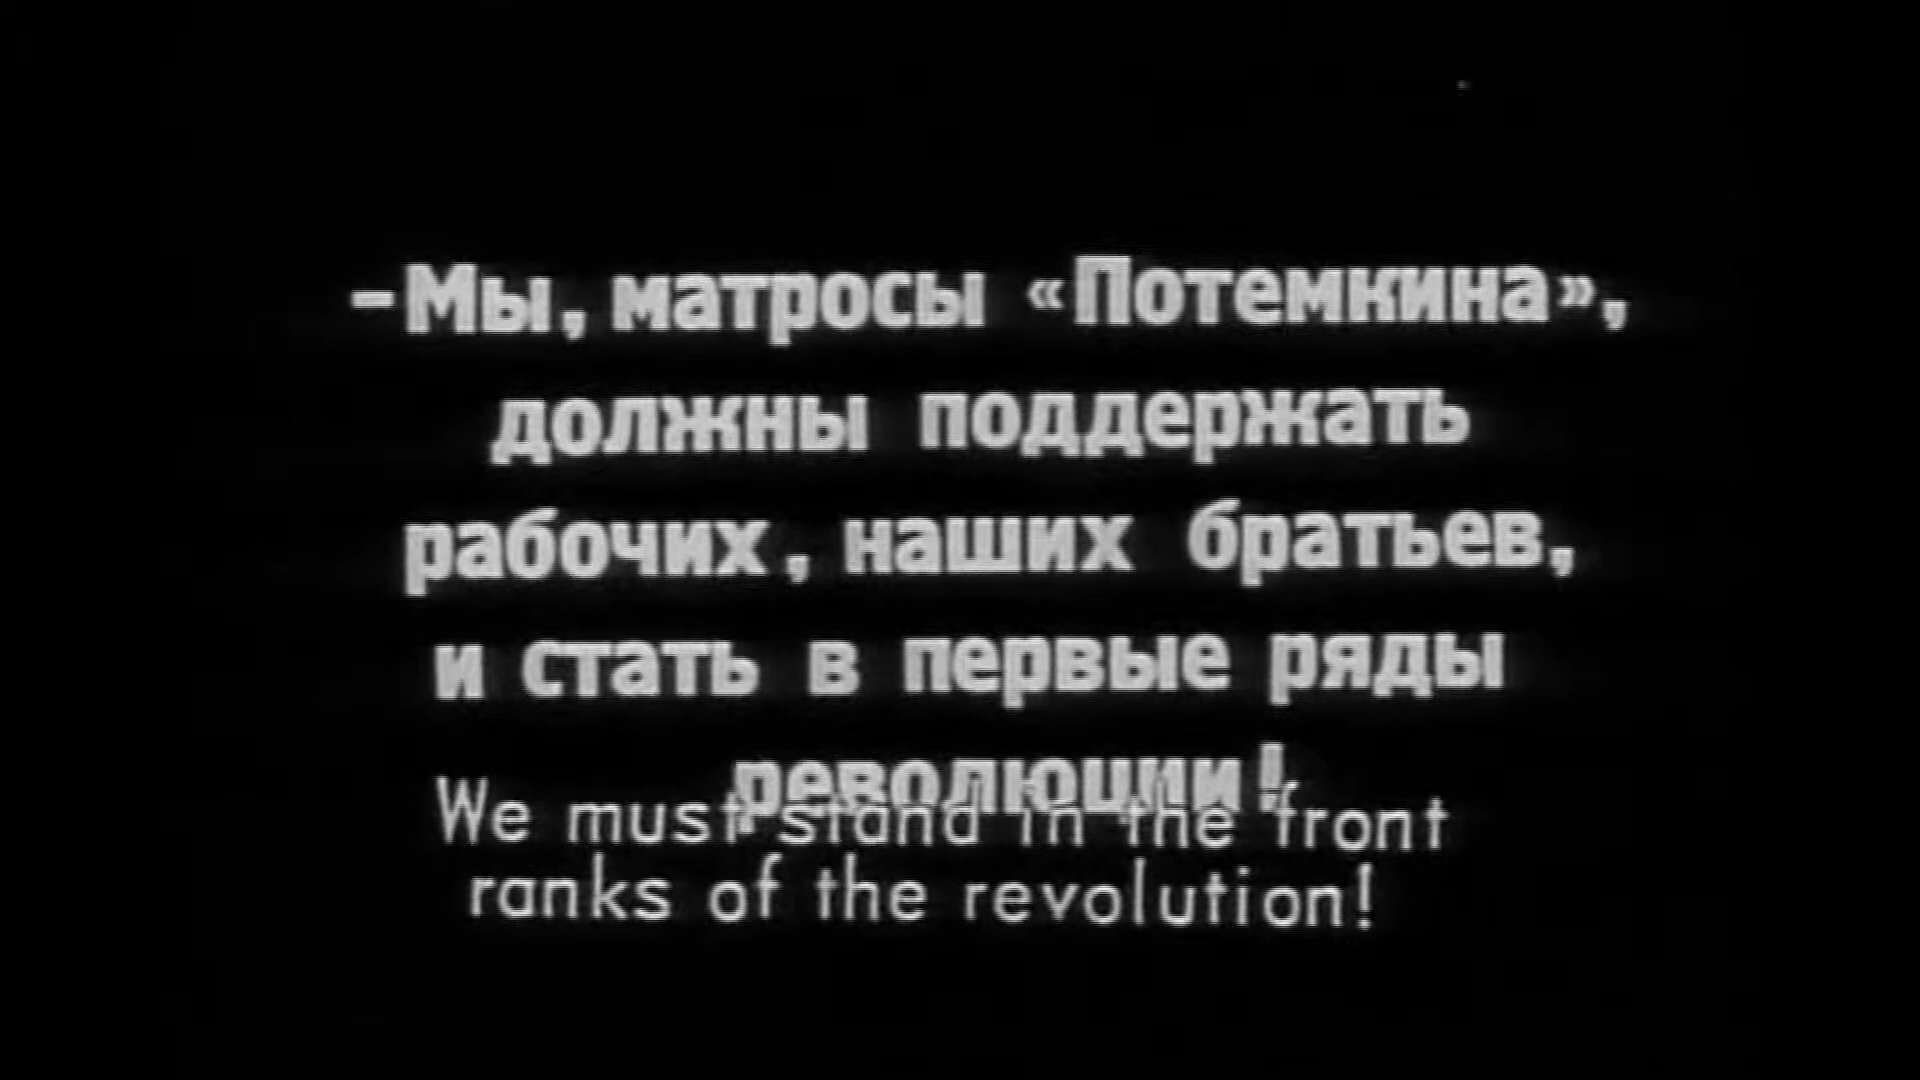 -Мы, матросы «Потемкина»,
должны поддержать
рабочих, наших братьев,
и стать в первые ряды
революции!
We must stand in the front
ranks of the revolution!